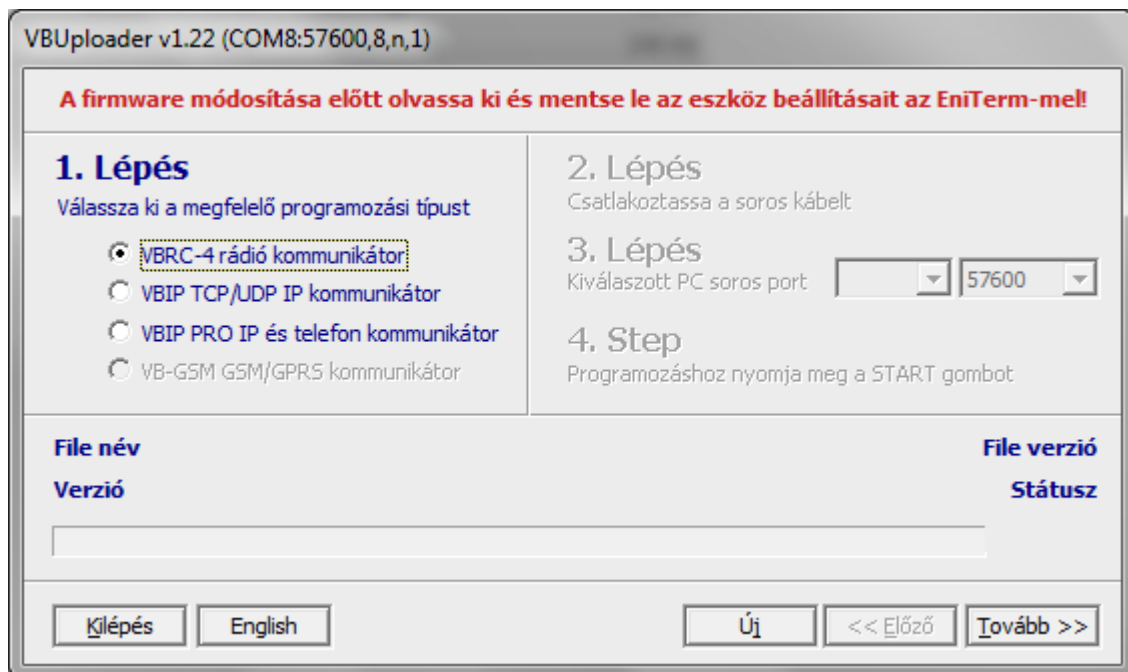 VBUploader v1.22 (COM8:57600,8,n,1)
A firmware módosítása előtt olvassa ki és mentse le az eszköz beállításait az EniTerm-mel!
1. Lépés
Válassza ki a megfelelő programozási típust
VBRC-4 rádió kommunikátor
VBIP TCP/UDP IP kommunikátor
VBIP PRO IP és telefon kommunikátor
VB-GSM GSM/GPRS kommunikátor
2. Lépés
Csatlakoztassa a soros kábelt
3. Lépés
Kiválaszott PC soros port 57600
4. Step
Programozáshoz nyomja meg a START gombot
File név File verzió
Verzió Státusz
Kilépés English Új << Előző Tovább >>